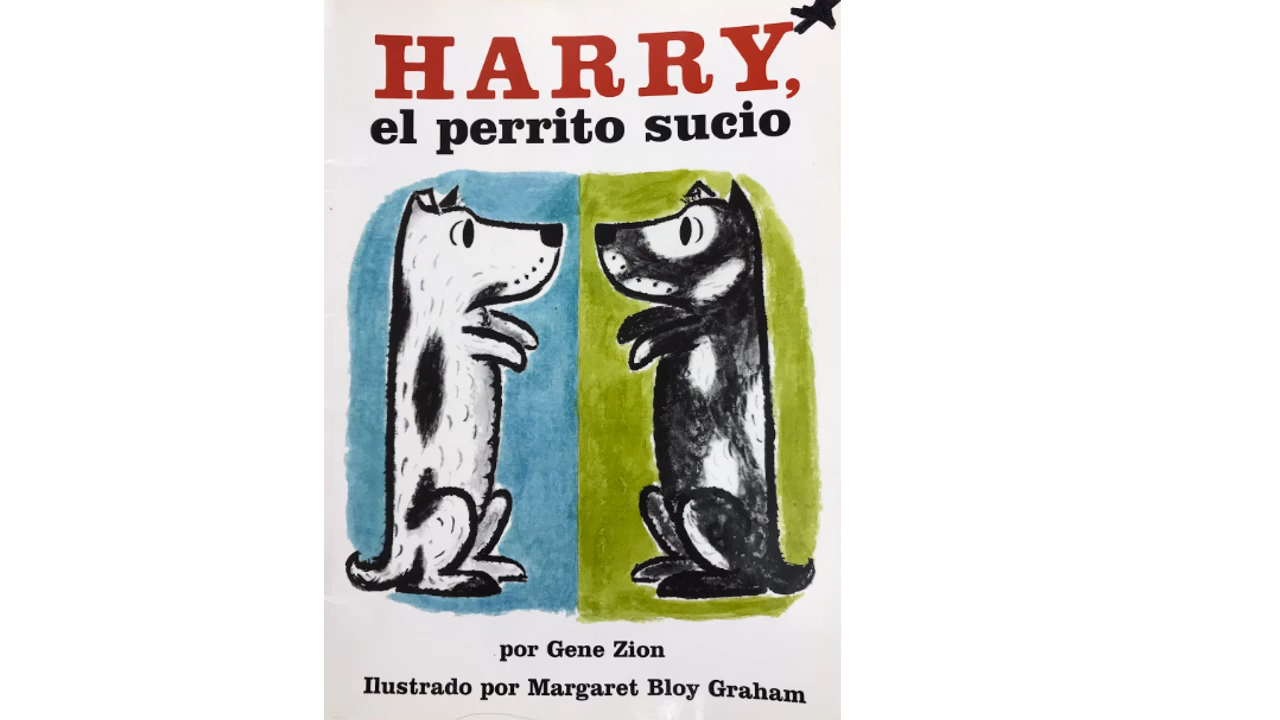 HARRY,
el perrito sucio
por Gene Zion
Ilustrado por Margaret Bloy Graham